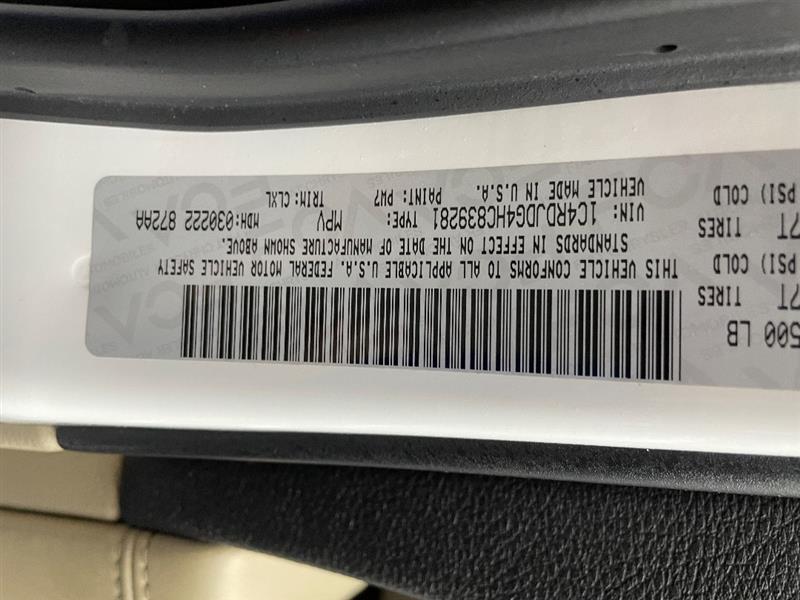 500 LB
7T TIRES
PSI) COLD
7T TIRES
PSI) COLD
THIS VEHICLE CONFORMS TO ALL APPLICABLE U.S.A. FEDERAL MOTOR VEHICLE SAFETY
STANDARDS IN EFFECT ON THE DATE OF MANUFACTURE SHOWN ABOVE.
VIN: 1C4RDJDG4HC839281 TYPE: MPV MDH:030222 872AA
VEHICLE MADE IN U.S.A. PAINT: PW7 TRIM: CLXL